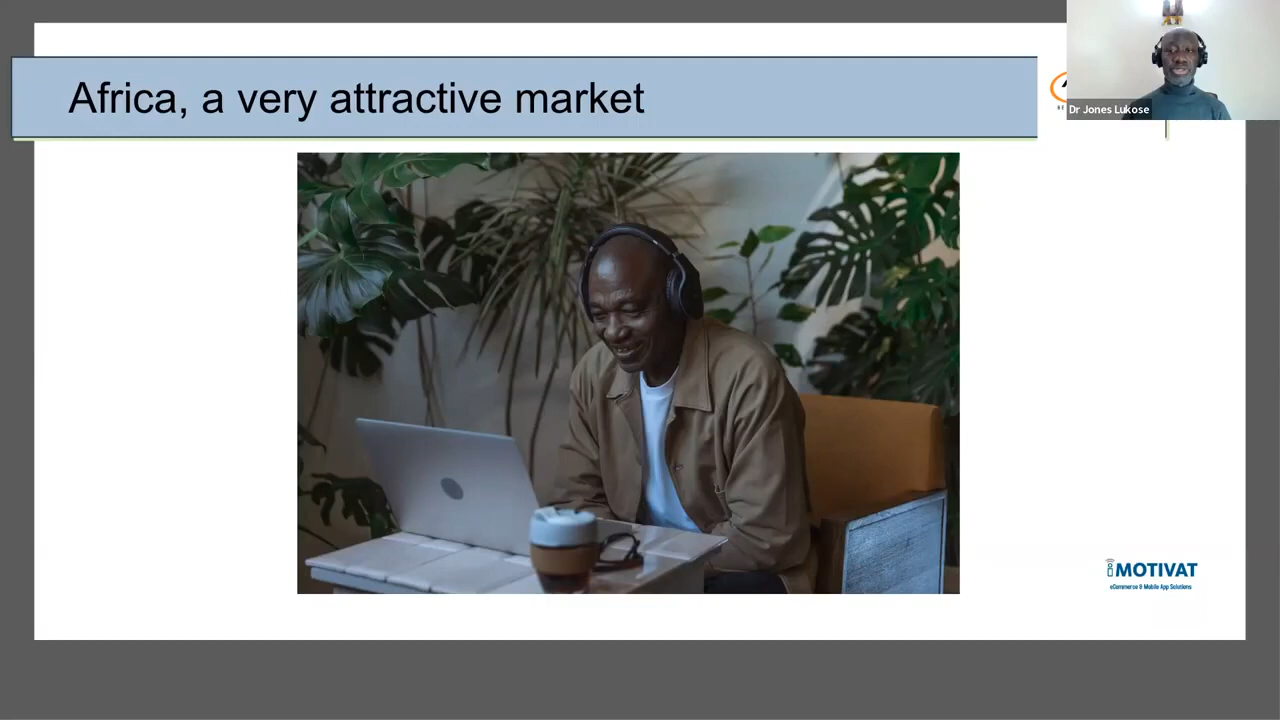 Africa, a very attractive market
Dr Jones Lukose
MOTIVAT
eCommerce & Mobile App Solutions